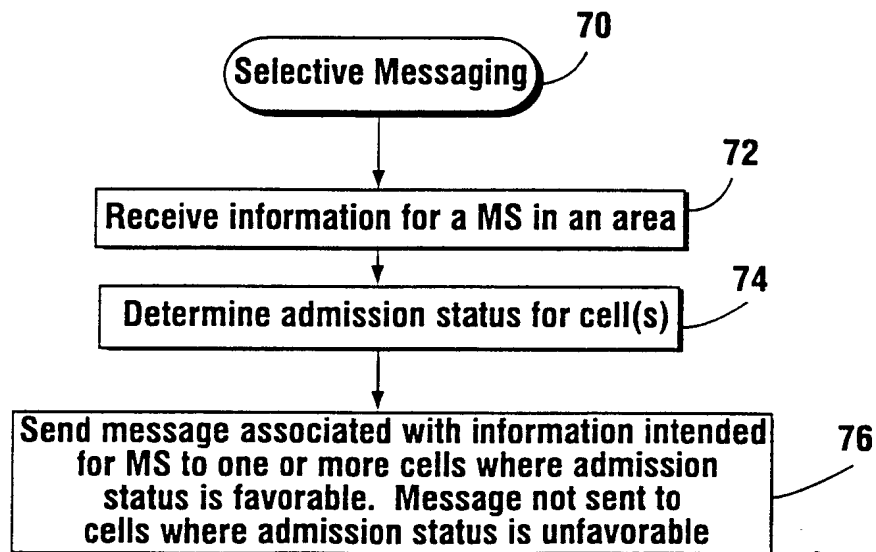 70
Selective Messaging
72
Receive information for a MS in an area
74
Determine admission status for cell(s)
Send message associated with information intended
76
for MS to one or more cells where admission
status is favorable. Message not sent to
cells where admission status is unfavorable